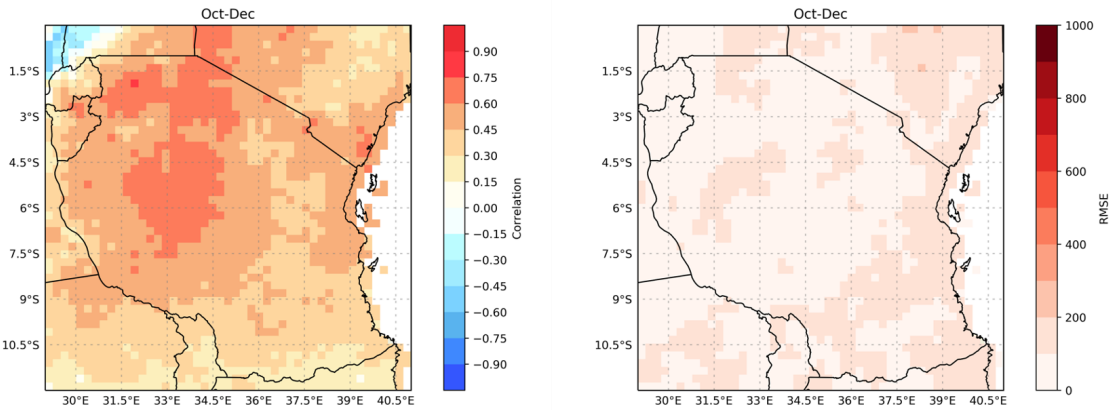 Oct-Dec
1.5°S
3°S
4.5°S
6°S
7.5°S
9°S
10.5°S
30°E 31.5°E 33°E 34.5°E 36°E 37.5°E 39°E 40.5°E
0.90
0.75
0.60
0.45
0.30
0.15
0.00
−0.15
−0.30
−0.45
−0.60
−0.75
−0.90
Correlation
Oct-Dec
1.5°S
3°S
4.5°S
6°S
7.5°S
9°S
10.5°S
30°E 31.5°E 33°E 34.5°E 36°E 37.5°E 39°E 40.5°E
1000
800
600
400
200
0
RMSE